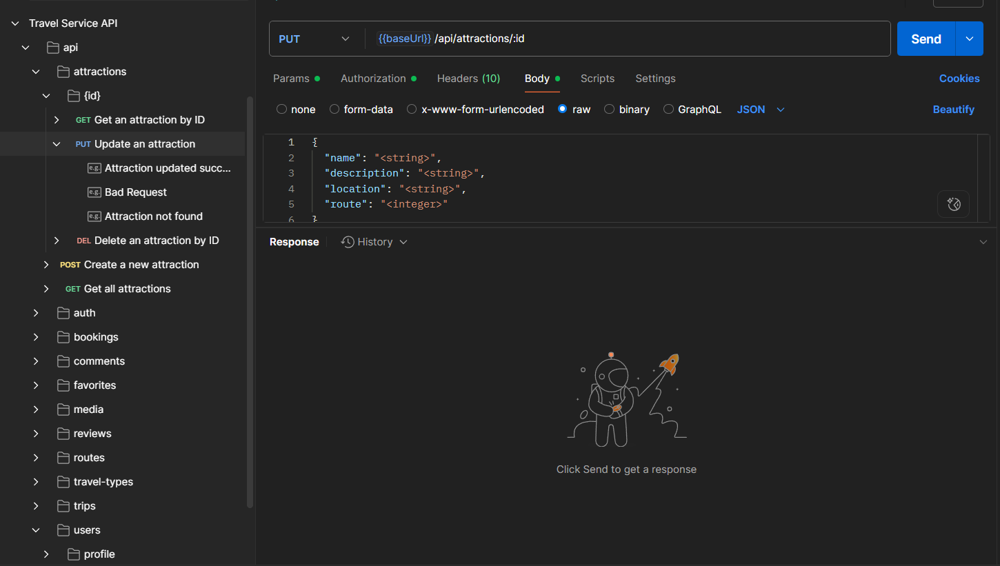 Travel Service API
api
attractions
{id}
GET Get an attraction by ID
PUT Update an attraction
e.g. Attraction updated succ...
e.g. Bad Request
e.g. Attraction not found
DEL Delete an attraction by ID
POST Create a new attraction
GET Get all attractions
auth
bookings
comments
favorites
media
reviews
routes
travel-types
trips
users
profile
PUT {{baseUrl}} /api/attractions/:id Send
Params Authorization Headers (10) Body Scripts Settings Cookies
none form-data x-www-form-urlencoded raw binary GraphQL JSON Beautify
1 {
2 "name": "<string>",
3 "description": "<string>",
4 "location": "<string>",
5 "route": "<integer>"
6 }
Response History
Click Send to get a response